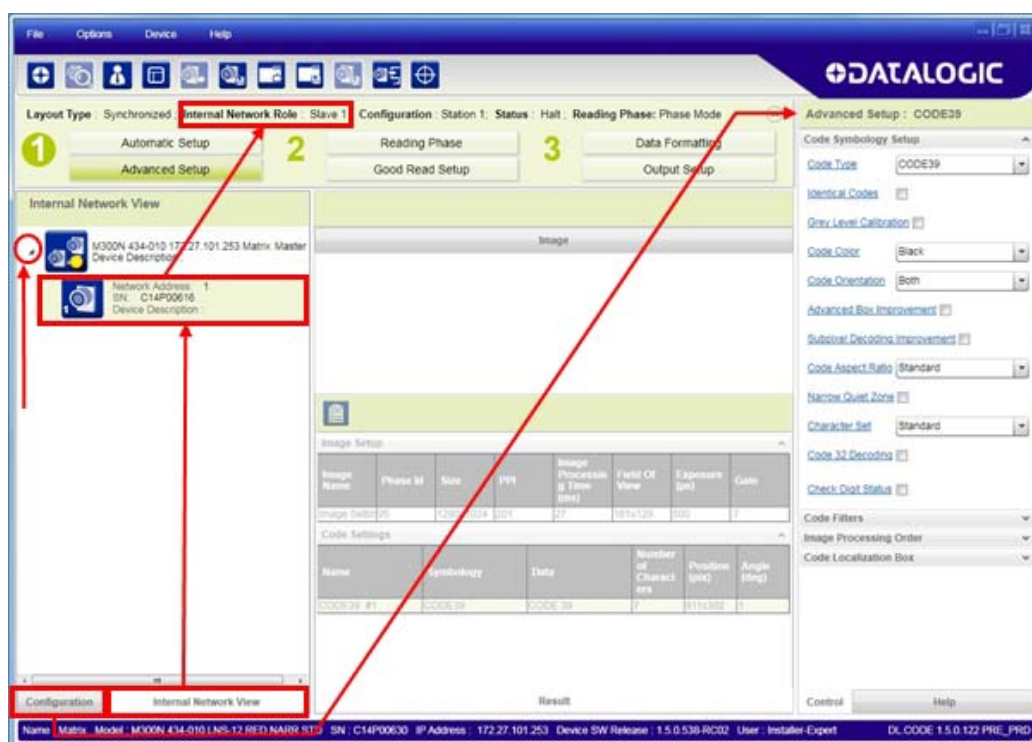 File Options Device Help
DATALOGIC
Layout Type : Synchronized : Internal Network Role : Slave 1 Configuration : Station 1; Status : Halt ; Reading Phase: Phase Mode
1
Automatic Setup
Advanced Setup
2
Reading Phase
Good Read Setup
3
Data Formatting
Output Setup
Internal Network View
M300N 434-010 172.27.101.253 Matrix Master
Device Description :
1
Network Address: 1
SN: C14P00616
Device Description :
Configuration
Internal Network View
Image
Image Setup
Image Name
Phase Id
Size
PPI
Image Processing Time (ms)
Field Of View
Exposure (µs)
Gain
201
27
181x129
500
7
Code Settings
Name
Symbology
Data
Number of Characters
Position (pix)
Angle (deg)
CODE39 #1
CODE39
CODE 39
7
1
Result
Advanced Setup : CODE39
Code Symbology Setup
Code Type CODE39
Identical Codes
Grey Level Calibration
Code Color Black
Code Orientation Both
Advanced Box Improvement
Subpixel Decoding Improvement
Code Aspect Ratio Standard
Narrow Quiet Zone
Character Set Standard
Code 32 Decoding
Check Digit Status
Code Filters
Image Processing Order
Code Localization Box
Control
Help
Name : Matrix Model : M300N 434-010 LNS-12 RED NARR STD SN : C14P00630 IP Address : 172.27.101.253 Device SW Release : 1.5.0.538-RC02 User : Installer-Expert DL.CODE 1.5.0.122 PRE_PRO